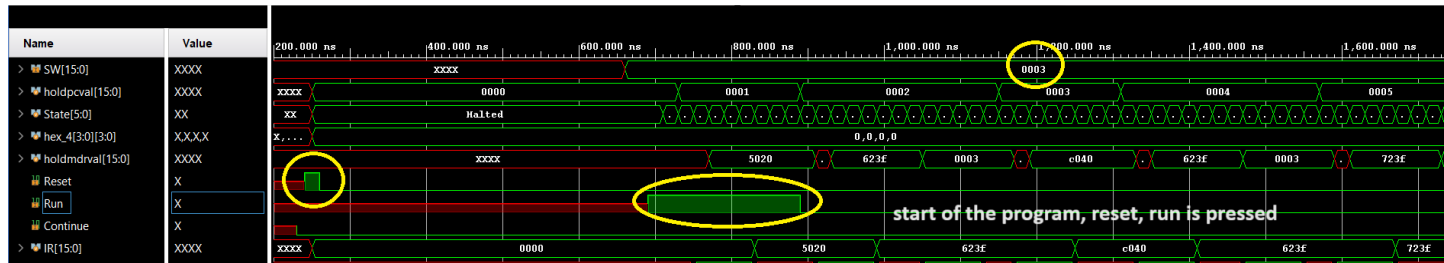 Name Value
200.000 ns 400.000 ns 600.000 ns 800.000 ns 1,000.000 ns 1,200.000 ns 1,400.000 ns 1,600.000 ns
SW[15:0] XXXX XXXX 0003
holdpcval[15:0] XXXX XXXX 0000 0001 0002 0003 0004 0005
State[5:0] XX XX Halted
hex_4[3:0][3:0] X,X,X,X X,... 0,0,0,0
holdmdrval[15:0] XXXX XXXX 5020 . 623f 0003 . c040 . 623f 0003 . 723f
Reset X
Run X
start of the program, reset, run is pressed
Continue X
IR[15:0] XXXX XXXX 0000 5020 623f c040 623f 723f